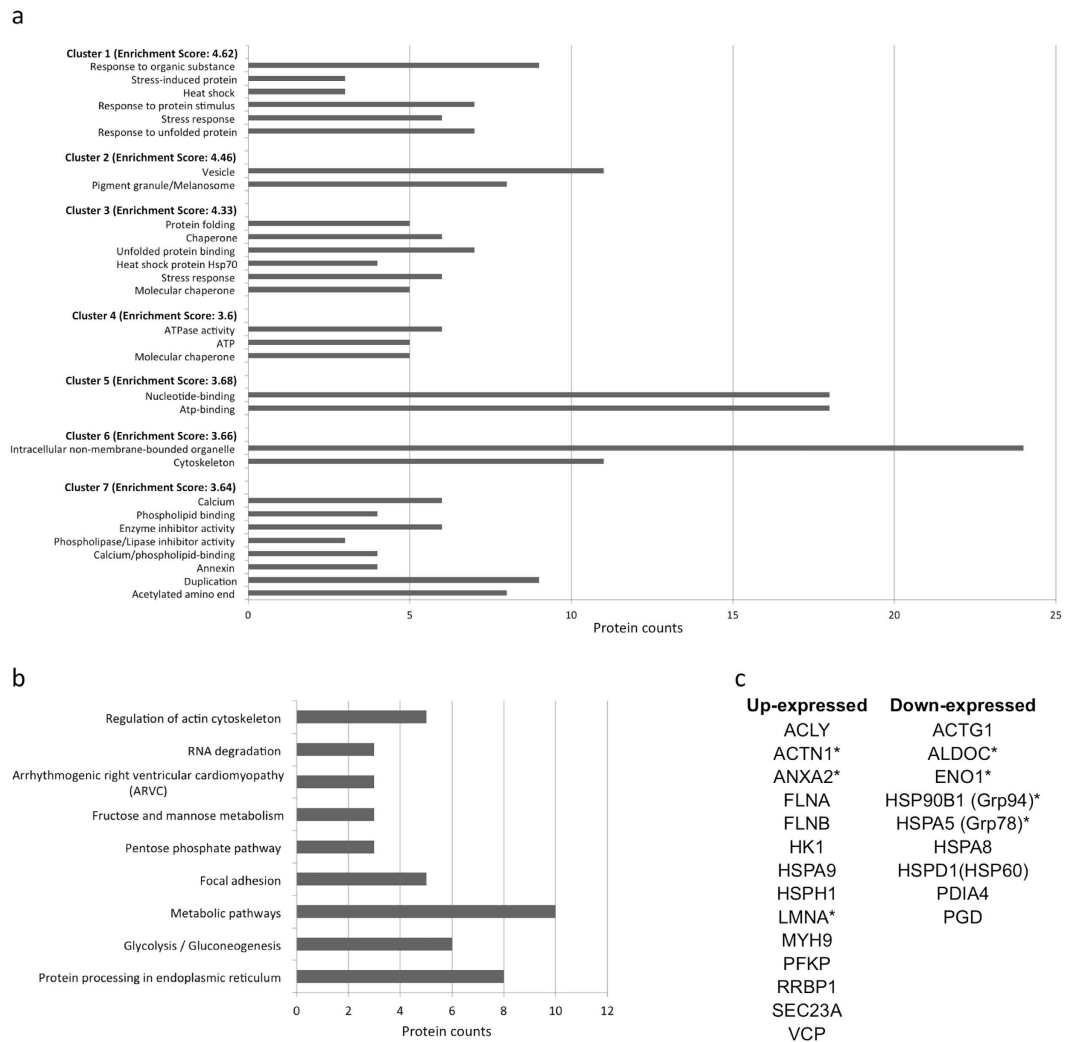 a
Cluster 1 (Enrichment Score: 4.62)
Response to organic substance
Stress-induced protein
Heat shock
Response to protein stimulus
Stress response
Response to unfolded protein
Cluster 2 (Enrichment Score: 4.46)
Vesicle
Pigment granule/Melanosome
Cluster 3 (Enrichment Score: 4.33)
Protein folding
Chaperone
Unfolded protein binding
Heat shock protein Hsp70
Stress response
Molecular chaperone
Cluster 4 (Enrichment Score: 3.6)
ATPase activity
ATP
Molecular chaperone
Cluster 5 (Enrichment Score: 3.68)
Nucleotide-binding
Atp-binding
Cluster 6 (Enrichment Score: 3.66)
Intracellular non-membrane-bounded organelle
Cytoskeleton
Cluster 7 (Enrichment Score: 3.64)
Calcium
Phospholipid binding
Enzyme inhibitor activity
Phospholipase/Lipase inhibitor activity
Calcium/phospholipid-binding
Annexin
Duplication
Acetylated amino end
0 5 10 15 20 25
Protein counts
b
Regulation of actin cytoskeleton
RNA degradation
Arrhythmogenic right ventricular cardiomyopathy
(ARVC)
Fructose and mannose metabolism
Pentose phosphate pathway
Focal adhesion
Metabolic pathways
Glycolysis / Gluconeogenesis
Protein processing in endoplasmic reticulum
0 2 4 6 8 10 12
Protein counts
c
Up-expressed Down-expressed
ACLY ACTG1
ACTN1* ALDOC*
ANXA2* ENO1*
FLNA HSP90B1 (Grp94)*
FLNB HSPA5 (Grp78)*
HK1 HSPA8
HSPA9 HSPD1(HSP60)
HSPH1 PDIA4
LMNA* PGD
MYH9
PFKP
RRBP1
SEC23A
VCP